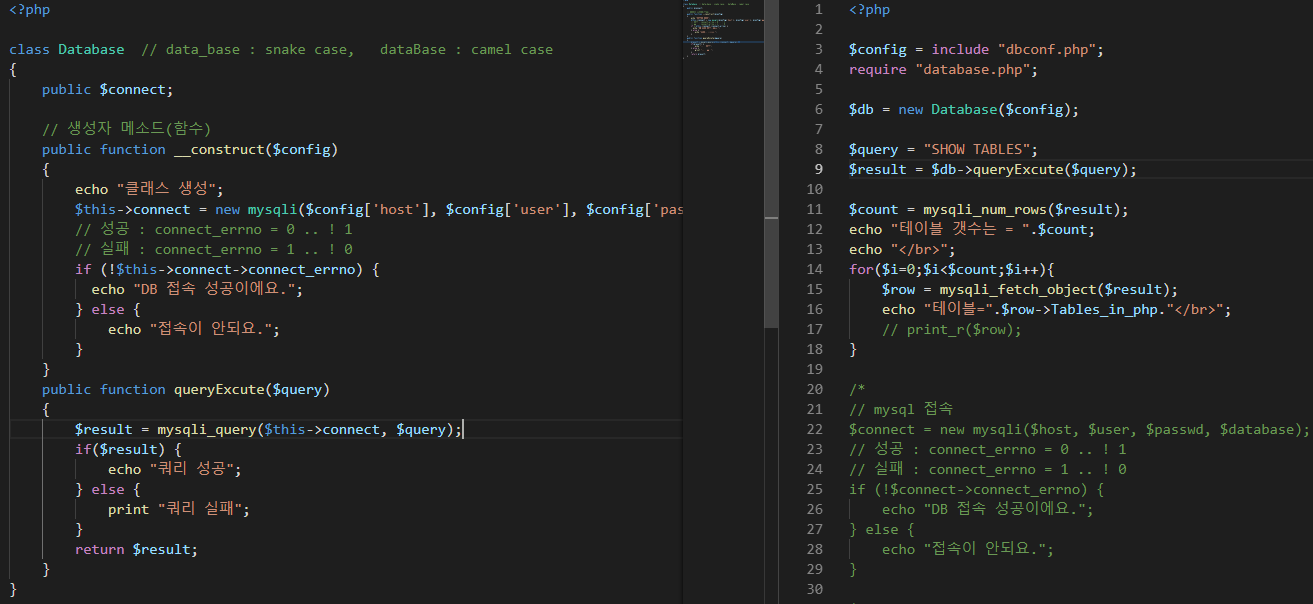 <?php
class Database  // data_base : snake case,   dataBase : camel case
{
    public $connect;

    // 생성자 메소드(함수)
    public function __construct($config)
    {
        echo "클래스 생성";
        $this->connect = new mysqli($config['host'], $config['user'], $config['pas
        // 성공 : connect_errno = 0 .. ! 1
        // 실패 : connect_errno = 1 .. ! 0
        if (!$this->connect->connect_errno) {
          echo "DB 접속 성공이에요.";
        } else {
            echo "접속이 안되요.";
        }
    }
    public function queryExcute($query)
    {
        $result = mysqli_query($this->connect, $query);
        if($result) {
            echo "쿼리 성공";
        } else {
            print "쿼리 실패";
        }
        return $result;
    }
}
1 <?php
2
3 $config = include "dbconf.php";
4 require "database.php";
5
6 $db = new Database($config);
7
8 $query = "SHOW TABLES";
9 $result = $db->queryExcute($query);
10
11 $count = mysqli_num_rows($result);
12 echo "테이블 갯수는 = ".$count;
13 echo "</br>";
14 for($i=0;$i<$count;$i++){
15     $row = mysqli_fetch_object($result);
16     echo "테이블=".$row->Tables_in_php."</br>";
17     // print_r($row);
18 }
19
20 /*
21 // mysql 접속
22 $connect = new mysqli($host, $user, $passwd, $database);
23 // 성공 : connect_errno = 0 .. ! 1
24 // 실패 : connect_errno = 1 .. ! 0
25 if (!$connect->connect_errno) {
26     echo "DB 접속 성공이에요.";
27 } else {
28     echo "접속이 안되요.";
29 }
30